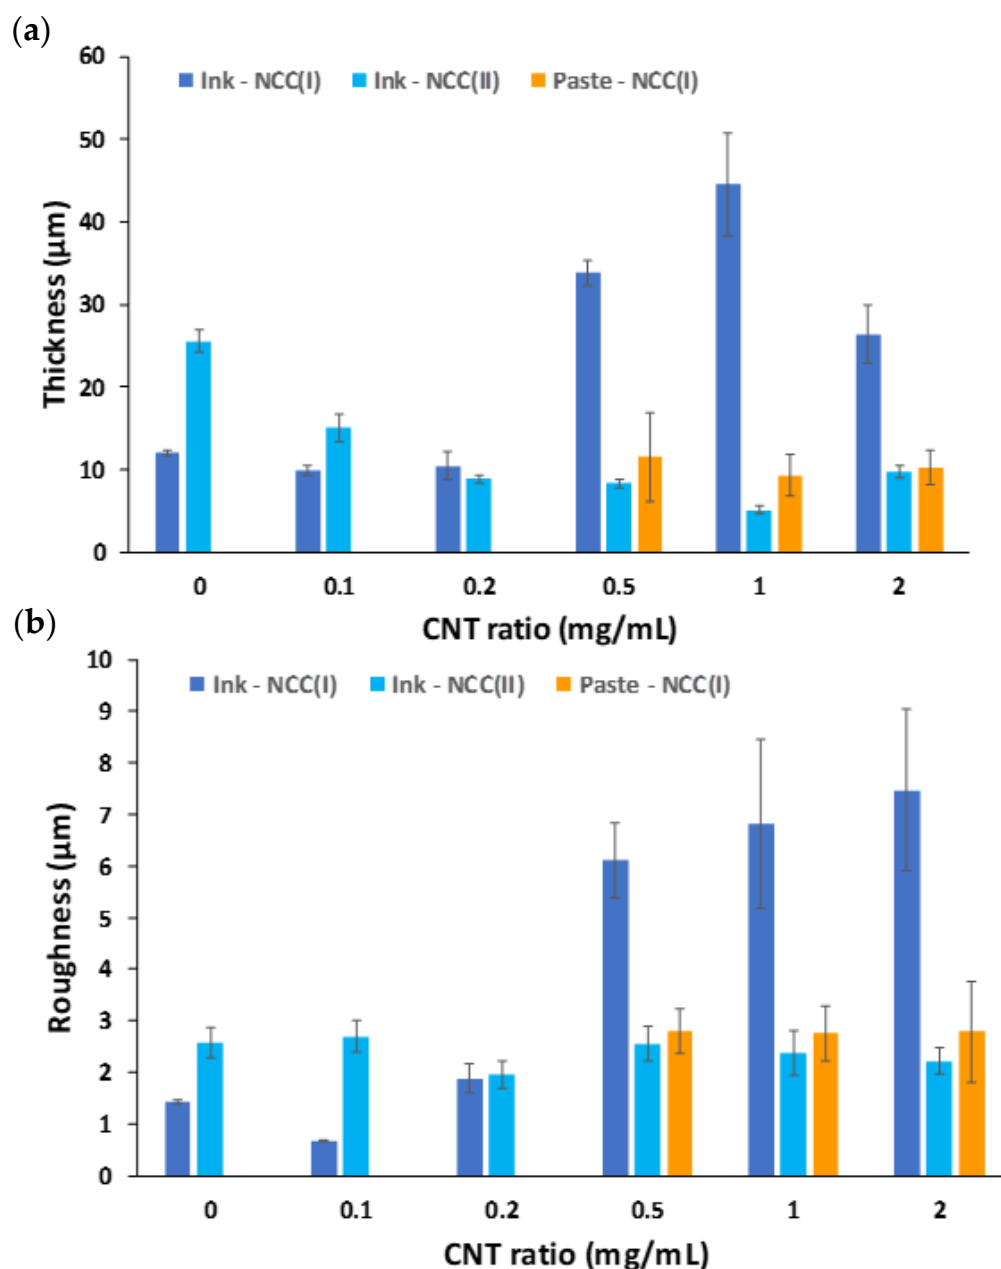 (a)
60
Ink - NCC(I) Ink - NCC(II) Paste - NCC(I)
50
40
30
20
10
0
Thickness (μm)
0 0.1 0.2 0.5 1 2
CNT ratio (mg/mL)
(b)
10
Ink - NCC(I) Ink - NCC(II) Paste - NCC(I)
9
8
7
6
5
4
3
2
1
0
Roughness (μm)
0 0.1 0.2 0.5 1 2
CNT ratio (mg/mL)